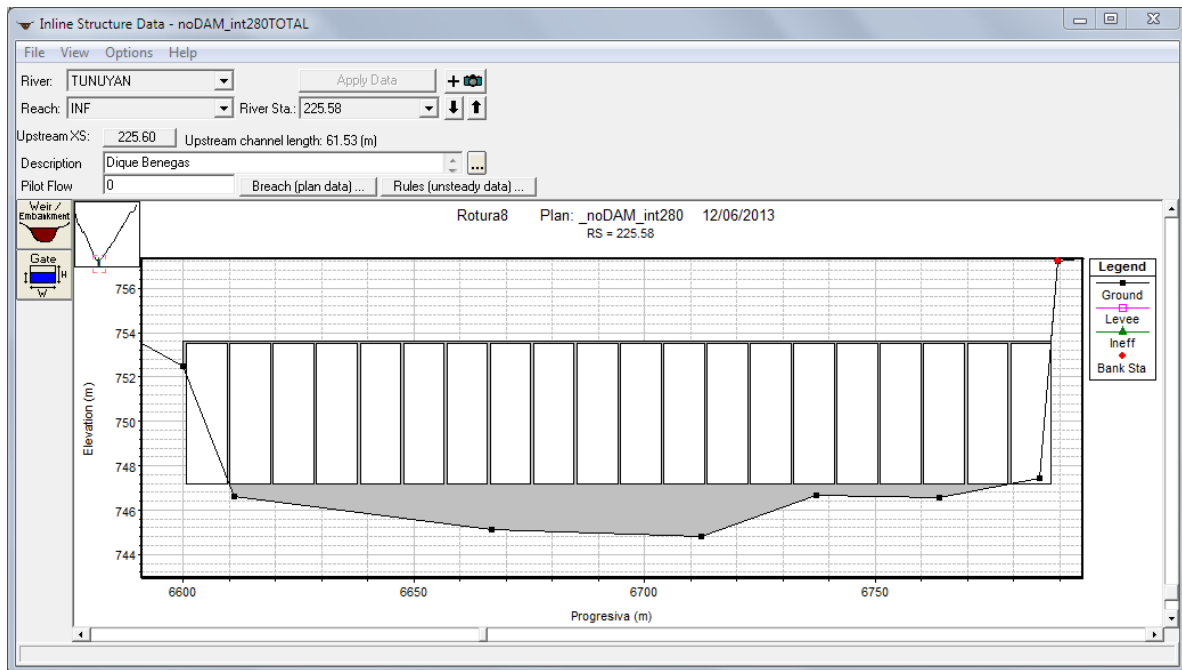 Inline Structure Data - noDAM_int280TOTAL
File View Options Help
River: TUNUYAN Apply Data
Reach: INF River Sta.: 225.58
Upstream XS: 225.60 Upstream channel length: 61.53 (m)
Description Dique Benegas ...
Pilot Flow 0 Breach (plan data) ... Rules (unsteady data) ...
Weir / Embankment
Gate
H
W
Rotura8 Plan: _noDAM_int280 12/06/2013
RS = 225.58
Legend
Ground
Levee
Ineff
Bank Sta
756
754
752
750
748
746
744
Elevation (m)
6600 6650 6700 6750
Progresiva (m)